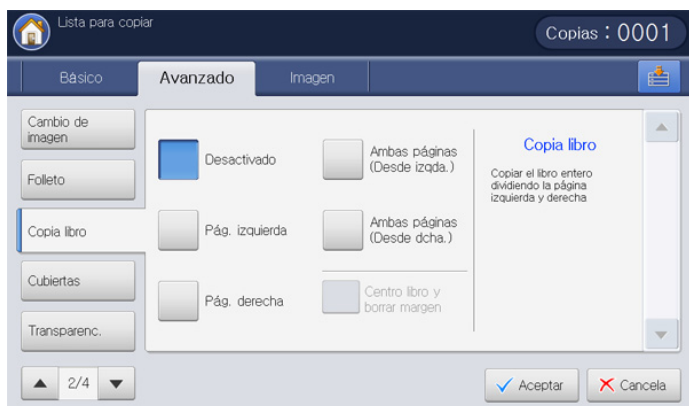 Lista para copiar
Copias : 0001
Básico
Avanzado
Imagen
Cambio de
imagen
Folleto
Copia libro
Cubiertas
Transparenc.
2/4
Desactivado
Pág. izquierda
Pág. derecha
Ambas páginas
(Desde izqda.)
Ambas páginas
(Desde dcha.)
Centro libro y
borrar margen
Copia libro
Copiar el libro entero
dividiendo la página
izquierda y derecha
Aceptar
Cancela